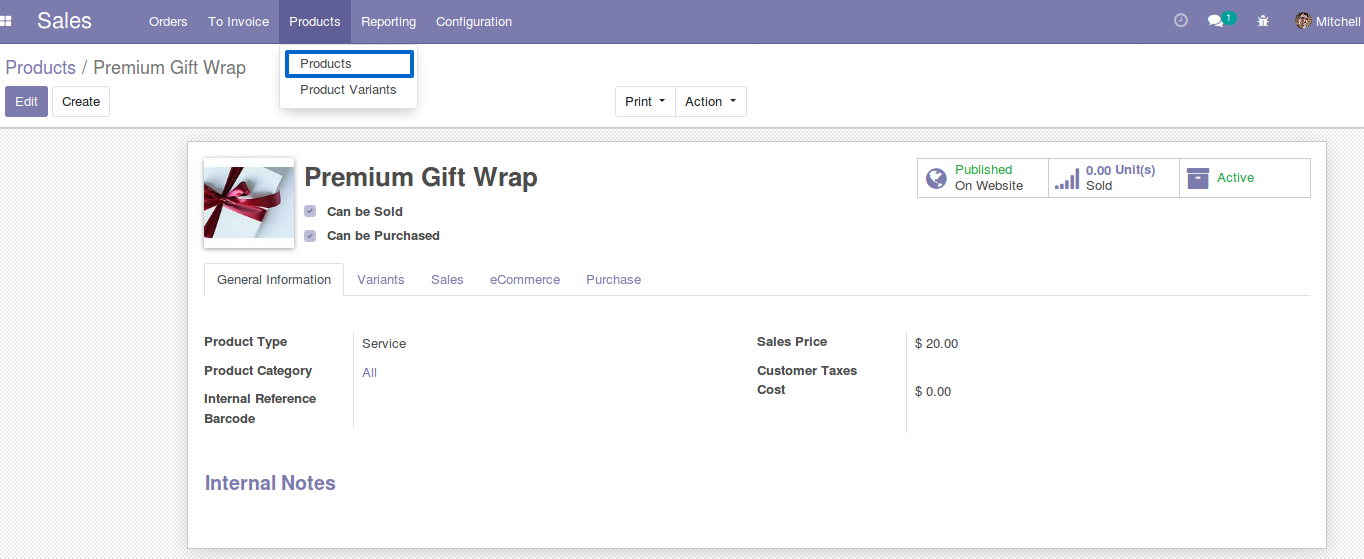 Sales Orders To Invoice Products Reporting Configuration 1 Mitchell
Products
Product Variants
Products / Premium Gift Wrap
Edit Create Print Action
Premium Gift Wrap
Can be Sold
Can be Purchased
Published
On Website
0.00 Unit(s)
Sold
Active
General Information Variants Sales eCommerce Purchase
Product Type Service
Product Category All
Internal Reference
Barcode
Sales Price $ 20.00
Customer Taxes
Cost $ 0.00
Internal Notes